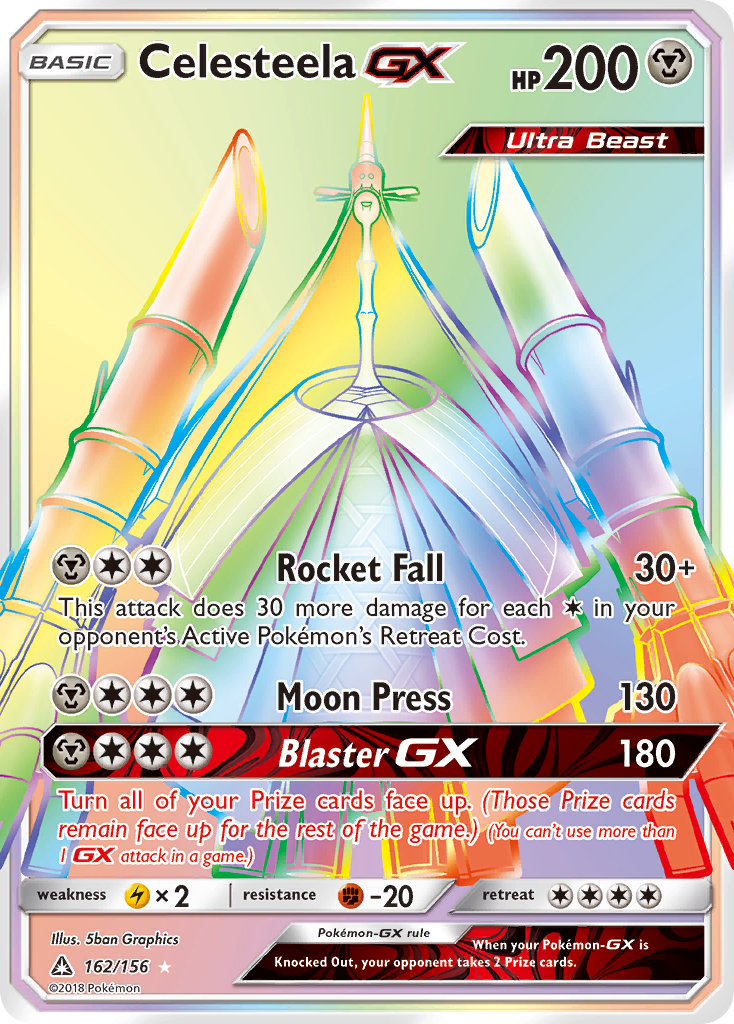 BASIC Celesteela GX HP 200
Ultra Beast
Rocket Fall 30+
This attack does 30 more damage for each in your
opponent's Active Pokémon's Retreat Cost.
Moon Press 130
Blaster GX 180
Turn all of your Prize cards face up. (Those Prize cards
remain face up for the rest of the game.) (You can't use more than
1 GX attack in a game.)
weakness ×2 resistance -20 retreat
Illus. 5ban Graphics
Pokémon-GX rule
When your Pokémon-GX is
Knocked Out, your opponent takes 2 Prize cards.
162/156
©2018 Pokémon